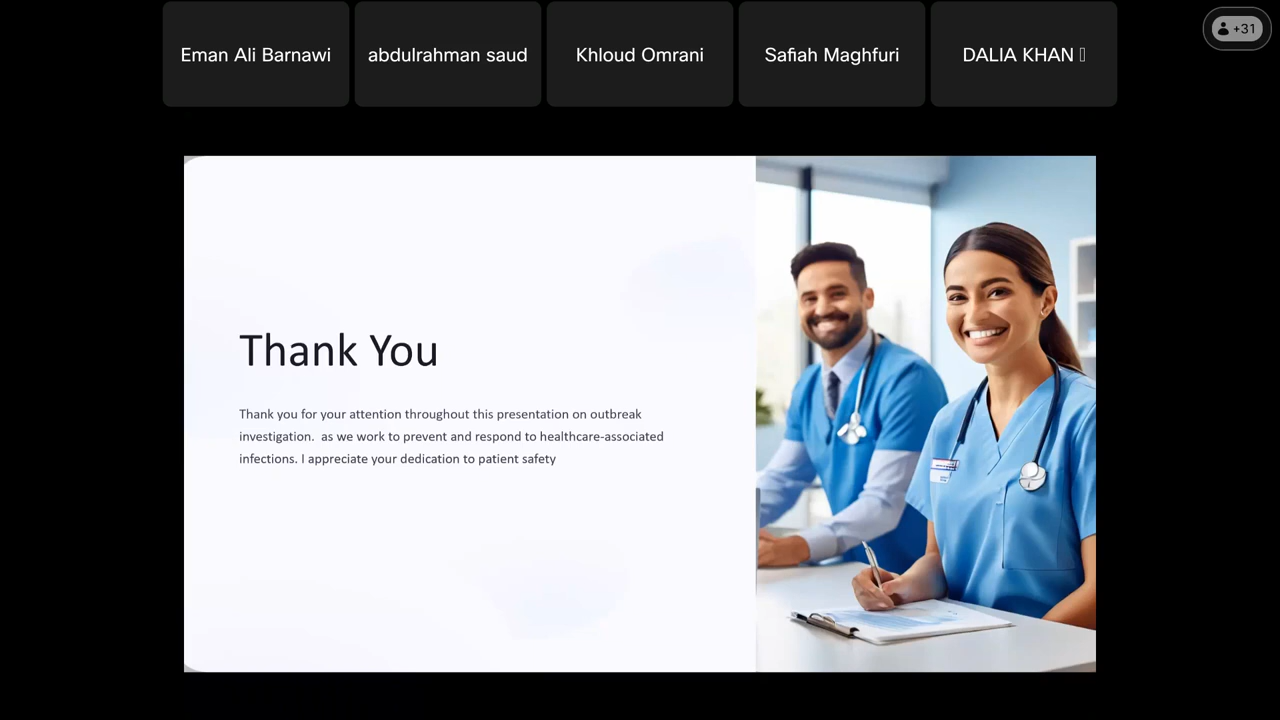 Eman Ali Barnawi
abdulrahman saud
Khloud Omrani
Safiah Maghfuri
DALIA KHAN
+31
Thank You
Thank you for your attention throughout this presentation on outbreak
investigation.  as we work to prevent and respond to healthcare-associated
infections. I appreciate your dedication to patient safety